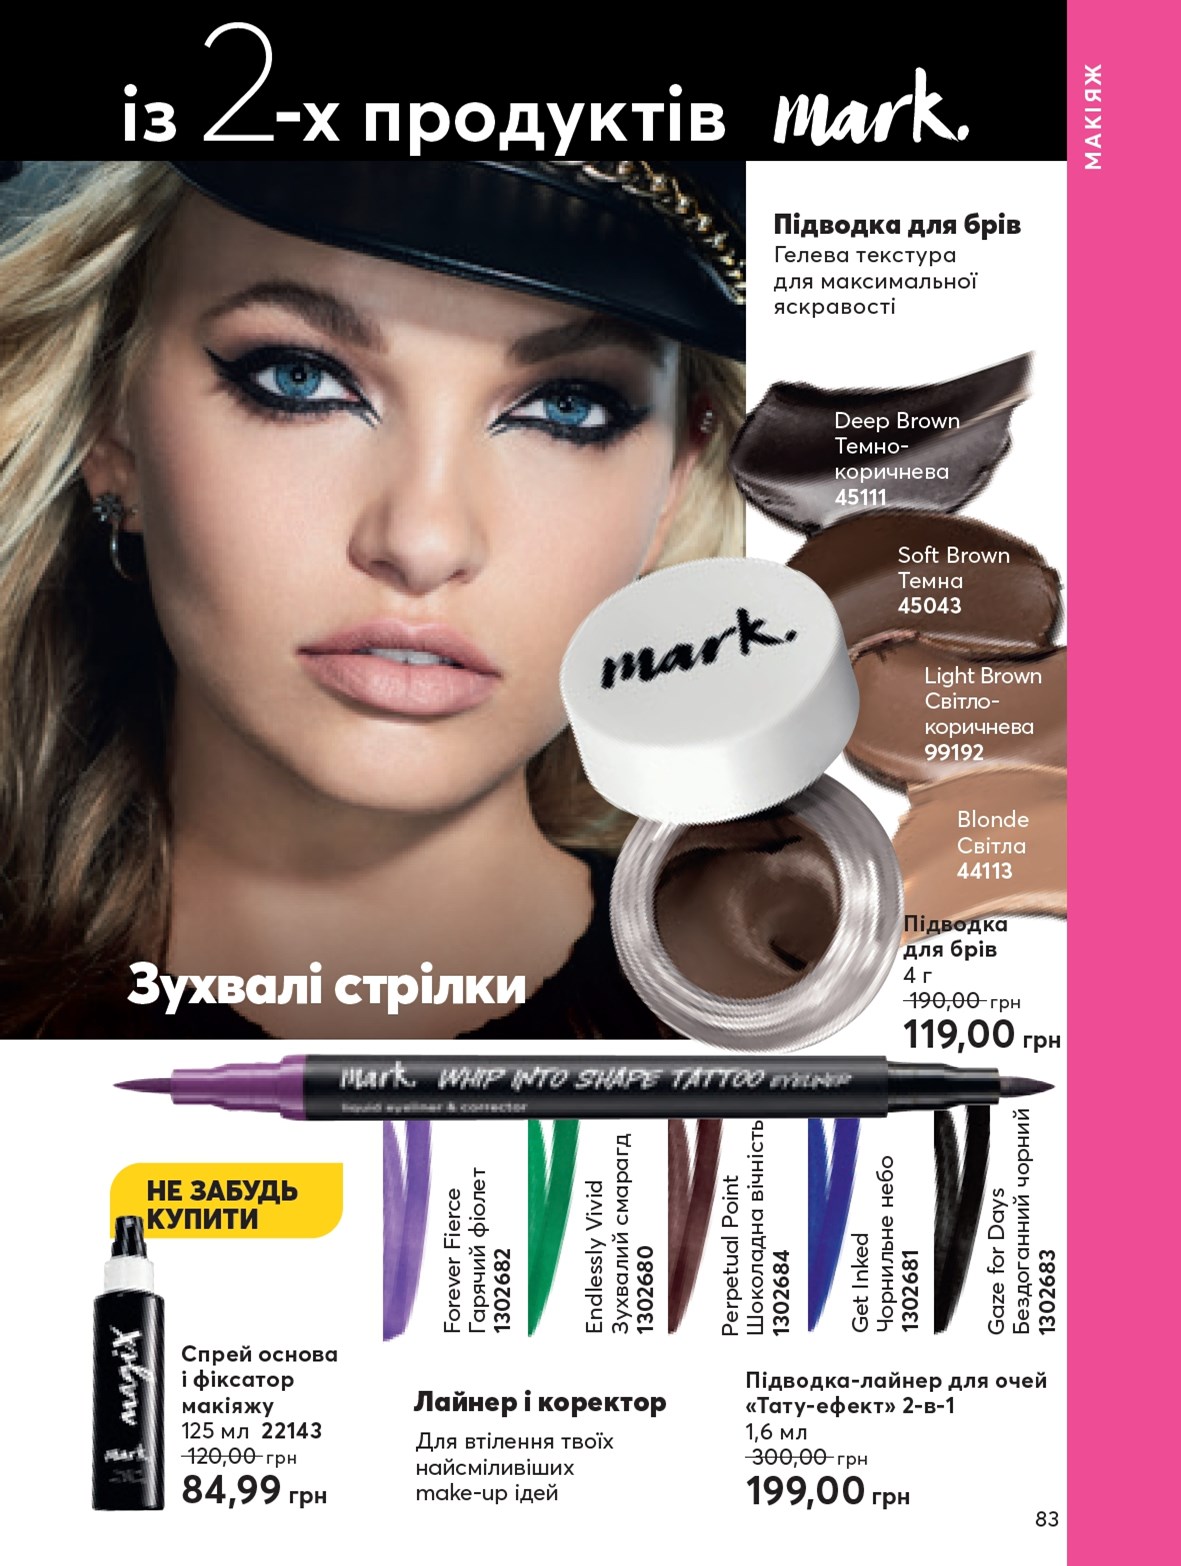 із 2-х продуктів mark.
МАКІЯЖ
Підводка для брів
Гелева текстура
для максимальної
яскравості
Deep Brown
Темно-
коричнева
45111
Soft Brown
Темна
45043
mark.
Light Brown
Світло-
коричнева
99192
Blonde
Світла
44113
Підводка
для брів
4 г
190,00 грн
119,00 грн
Зухвалі стрілки
mark. WHIP INTO SHAPE TATTOO EYELINER
liquid eyeliner & corrector
Forever Fierce
Гарячий фіолет
1302682
Endlessly Vivid
Зухвалий смарагд
1302680
Perpetual Point
Шоколадна вічність
1302684
Get Inked
Чорнильне небо
1302681
Gaze for Days
Бездоганний чорний
1302683
НЕ ЗАБУДЬ
КУПИТИ
magix
mark.
Спрей основа
і фіксатор
макіяжу
125 мл 22143
120,00 грн
84,99 грн
Лайнер і коректор
Для втілення твоїх
найсміливіших
make-up ідей
Підводка-лайнер для очей
«Тату-ефект» 2-в-1
1,6 мл
300,00 грн
199,00 грн
83